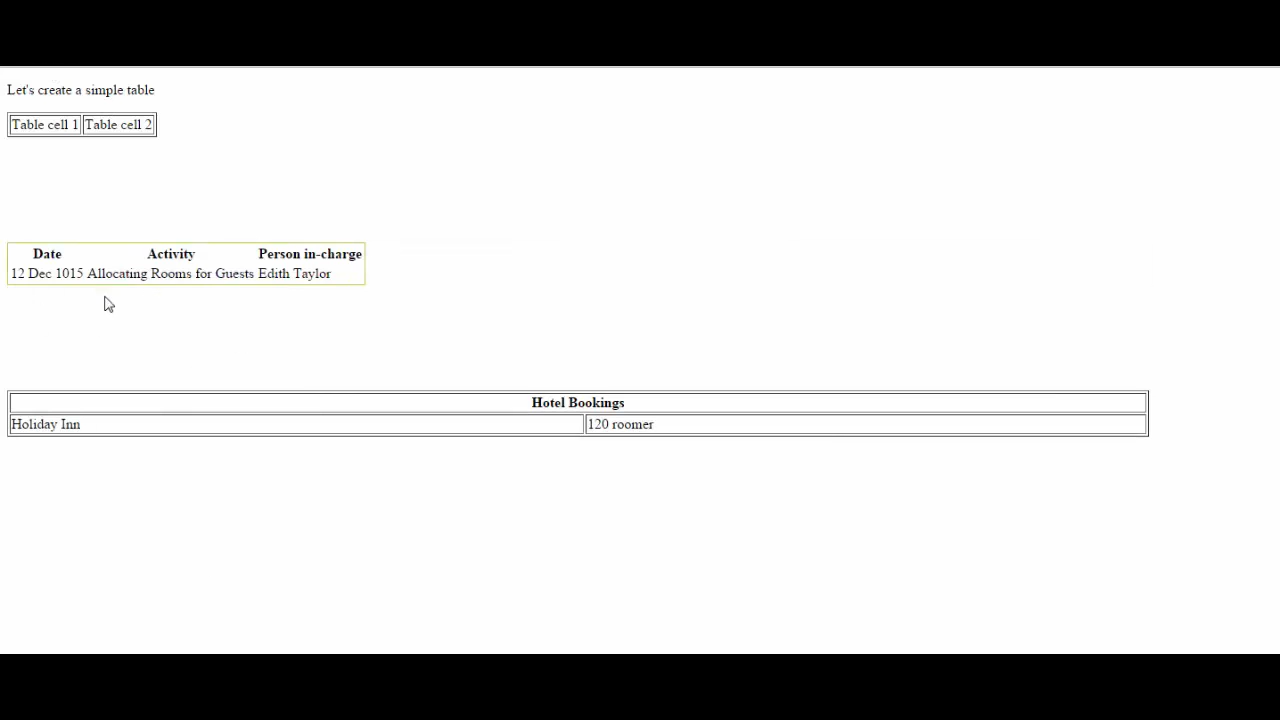 Let's create a simple table
Table cell 1 Table cell 2
Date Activity Person in-charge
12 Dec 1015 Allocating Rooms for Guests Edith Taylor
Hotel Bookings
Holiday Inn 120 roomer